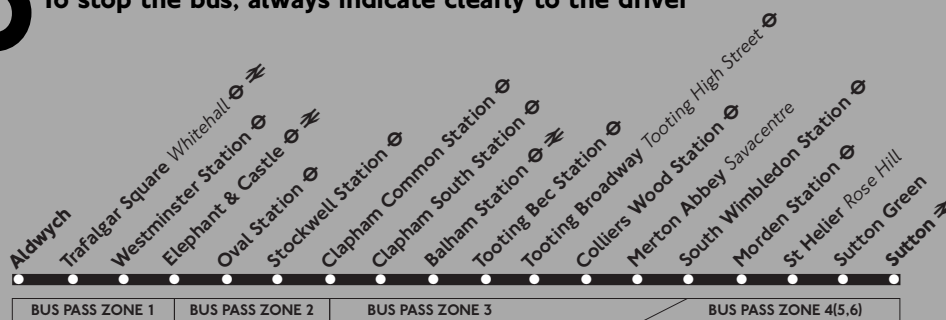 To stop the bus, always indicate clearly to the driver
Aldwych
Trafalgar Square Whitehall
Westminster Station
Elephant & Castle
Oval Station
Stockwell Station
Clapham Common Station
Clapham South Station
Balham Station
Tooting Bec Station
Tooting Broadway Tooting High Street
Colliers Wood Station
Merton Abbey Savacentre
South Wimbledon Station
Morden Station
St Helier Rose Hill
Sutton Green
Sutton
BUS PASS ZONE 1
BUS PASS ZONE 2
BUS PASS ZONE 3
BUS PASS ZONE 4(5,6)